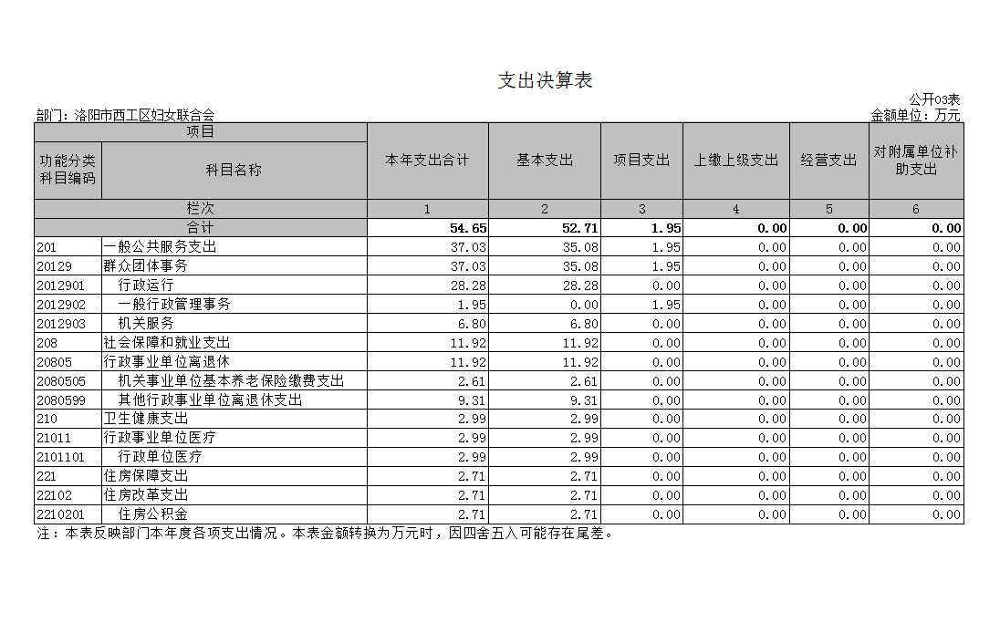 支出决算表
公开03表
部门：洛阳市西工区妇女联合会 金额单位：万元
项目 本年支出合计 基本支出 项目支出 上缴上级支出 经营支出 对附属单位补助支出
功能分类科目编码 科目名称
栏次 1 2 3 4 5 6
合计 54.65 52.71 1.95 0.00 0.00 0.00
201 一般公共服务支出 37.03 35.08 1.95 0.00 0.00 0.00
20129 群众团体事务 37.03 35.08 1.95 0.00 0.00 0.00
2012901 行政运行 28.28 28.28 0.00 0.00 0.00 0.00
2012902 一般行政管理事务 1.95 0.00 1.95 0.00 0.00 0.00
2012903 机关服务 6.80 6.80 0.00 0.00 0.00 0.00
208 社会保障和就业支出 11.92 11.92 0.00 0.00 0.00 0.00
20805 行政事业单位离退休 11.92 11.92 0.00 0.00 0.00 0.00
2080505 机关事业单位基本养老保险缴费支出 2.61 2.61 0.00 0.00 0.00 0.00
2080599 其他行政事业单位离退休支出 9.31 9.31 0.00 0.00 0.00 0.00
210 卫生健康支出 2.99 2.99 0.00 0.00 0.00 0.00
21011 行政事业单位医疗 2.99 2.99 0.00 0.00 0.00 0.00
2101101 行政单位医疗 2.99 2.99 0.00 0.00 0.00 0.00
221 住房保障支出 2.71 2.71 0.00 0.00 0.00 0.00
22102 住房改革支出 2.71 2.71 0.00 0.00 0.00 0.00
2210201 住房公积金 2.71 2.71 0.00 0.00 0.00 0.00
注：本表反映部门本年度各项支出情况。本表金额转换为万元时，因四舍五入可能存在尾差。